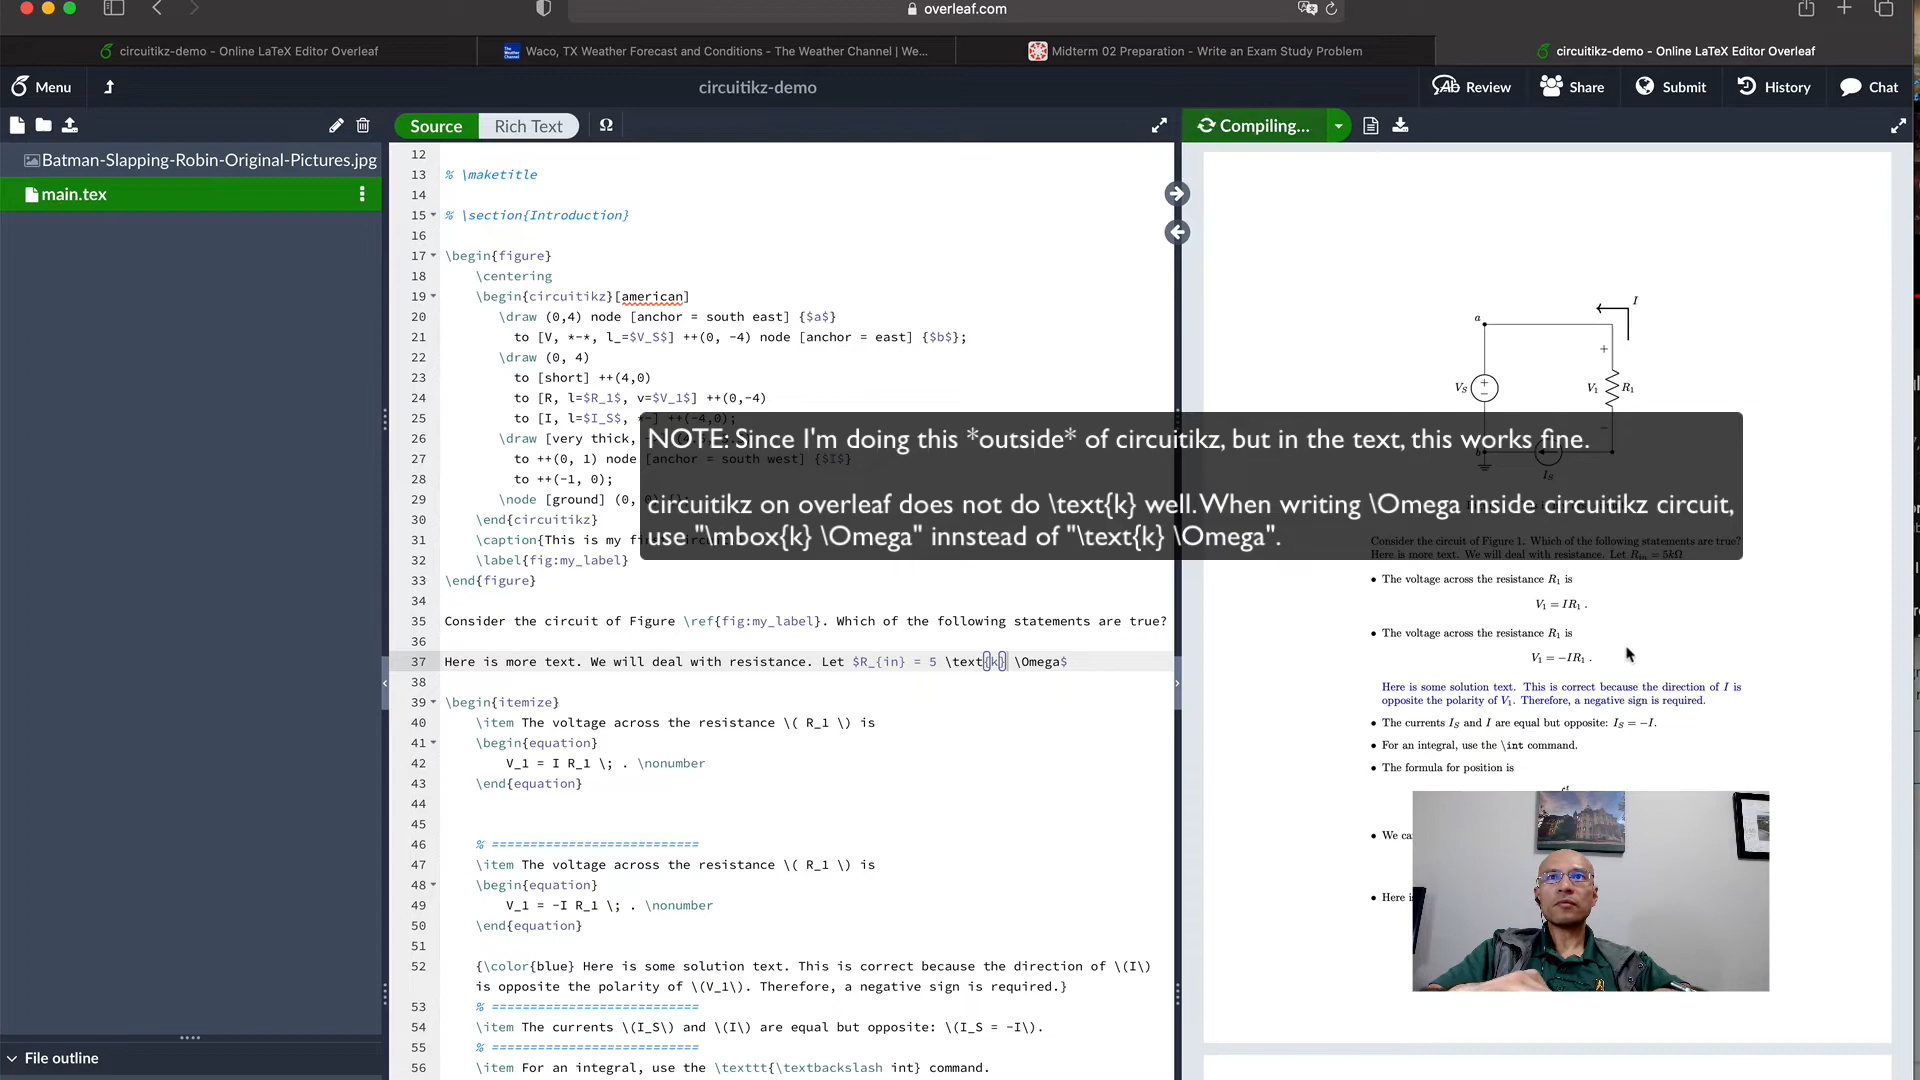 overleaf.com
circuitikz-demo - Online LaTeX Editor Overleaf
Waco, TX Weather Forecast and Conditions - The Weather Channel | We...
Midterm 02 Preparation - Write an Exam Study Problem
circuitikz-demo - Online LaTeX Editor Overleaf
Menu
circuitikz-demo
Review
Share
Submit
History
Chat
Source
Rich Text
Ω
Compiling...
Batman-Slapping-Robin-Original-Pictures.jpg
main.tex
12
13 % \maketitle
14
15 % \section{Introduction}
16
17 \begin{figure}
18 \centering
19 \begin{circuitikz}[american]
20 \draw (0,4) node [anchor = south east] {$a$}
21 to [V, *-*, l_=$V_S$] ++(0, -4) node [anchor = east] {$b$};
22 \draw (0, 4)
23 to [short] ++(4,0)
24 to [R, l=$R_1$, v=$V_1$] ++(0,-4)
25 to [I, l=$I_S$, *-] ++(-4,0);
26 \draw [very thick,
27 to ++(0, 1) node [anchor = south west] {$I$}
28 to ++(-1, 0);
29 \node [ground] (0,
30 \end{circuitikz}
31 \caption{This is my fi
32 \label{fig:my_label}
33 \end{figure}
34
35 Consider the circuit of Figure \ref{fig:my_label}. Which of the following statements are true?
36
37 Here is more text. We will deal with resistance. Let $R_{in} = 5 \text{k} \Omega$
38
39 \begin{itemize}
40 \item The voltage across the resistance \( R_1 \) is
41 \begin{equation}
42 V_1 = I R_1 \; . \nonumber
43 \end{equation}
44
45
46 % ===========================
47 \item The voltage across the resistance \( R_1 \) is
48 \begin{equation}
49 V_1 = -I R_1 \; . \nonumber
50 \end{equation}
51
52 {\color{blue} Here is some solution text. This is correct because the direction of \(I\)
is opposite the polarity of \(V_1\). Therefore, a negative sign is required.}
53 % ===========================
54 \item The currents \(I_S\) and \(I\) are equal but opposite: \(I_S = -I\).
55 % ===========================
56 \item For an integral, use the \texttt{\textbackslash int} command.
File outline
NOTE: Since I'm doing this *outside* of circuitikz, but in the text, this works fine.
circuitikz on overleaf does not do \text{k} well. When writing \Omega inside circuitikz circuit,
use "\mbox{k} \Omega" innstead of "\text{k} \Omega".
I
a
+
VS
+
−
V1
R1
−
b
IS
Consider the circuit of Figure 1. Which of the following statements are true?
Here is more text. We will deal with resistance. Let Rin = 5kΩ
• The voltage across the resistance R1 is
V1 = IR1 .
• The voltage across the resistance R1 is
V1 = −IR1 .
Here is some solution text. This is correct because the direction of I is
opposite the polarity of V1. Therefore, a negative sign is required.
• The currents IS and I are equal but opposite: IS = −I.
• For an integral, use the \int command.
• The formula for position is
• We ca
• Here i